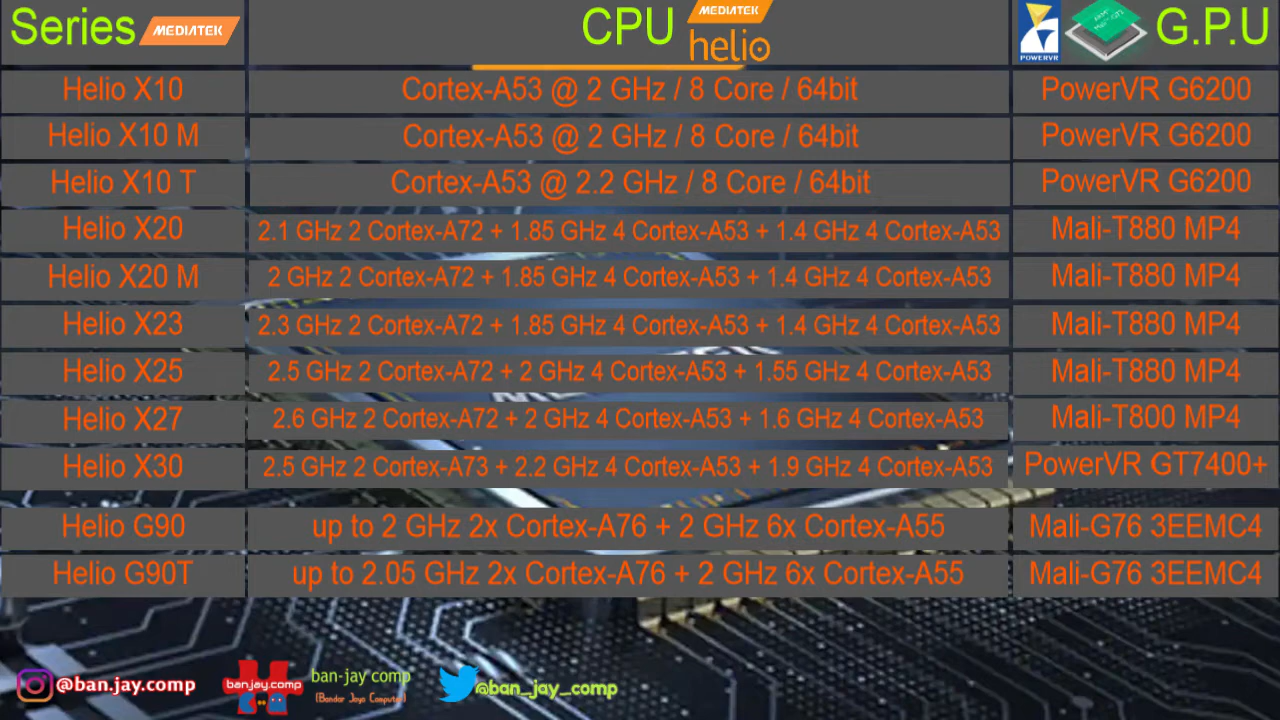 Series MEDIATEK CPU MEDIATEK helio POWERVR G.P.U
Helio X10 Cortex-A53 @ 2 GHz / 8 Core / 64bit PowerVR G6200
Helio X10 M Cortex-A53 @ 2 GHz / 8 Core / 64bit PowerVR G6200
Helio X10 T Cortex-A53 @ 2.2 GHz / 8 Core / 64bit PowerVR G6200
Helio X20 2.1 GHz 2 Cortex-A72 + 1.85 GHz 4 Cortex-A53 + 1.4 GHz 4 Cortex-A53 Mali-T880 MP4
Helio X20 M 2 GHz 2 Cortex-A72 + 1.85 GHz 4 Cortex-A53 + 1.4 GHz 4 Cortex-A53 Mali-T880 MP4
Helio X23 2.3 GHz 2 Cortex-A72 + 1.85 GHz 4 Cortex-A53 + 1.4 GHz 4 Cortex-A53 Mali-T880 MP4
Helio X25 2.5 GHz 2 Cortex-A72 + 2 GHz 4 Cortex-A53 + 1.55 GHz 4 Cortex-A53 Mali-T880 MP4
Helio X27 2.6 GHz 2 Cortex-A72 + 2 GHz 4 Cortex-A53 + 1.6 GHz 4 Cortex-A53 Mali-T800 MP4
Helio X30 2.5 GHz 2 Cortex-A73 + 2.2 GHz 4 Cortex-A53 + 1.9 GHz 4 Cortex-A53 PowerVR GT7400+
Helio G90 up to 2 GHz 2x Cortex-A76 + 2 GHz 6x Cortex-A55 Mali-G76 3EEMC4
Helio G90T up to 2.05 GHz 2x Cortex-A76 + 2 GHz 6x Cortex-A55 Mali-G76 3EEMC4
@ban.jay.comp banjay.comp ban-jay comp @ban_jay_comp
(Bandar Jaya Computer)